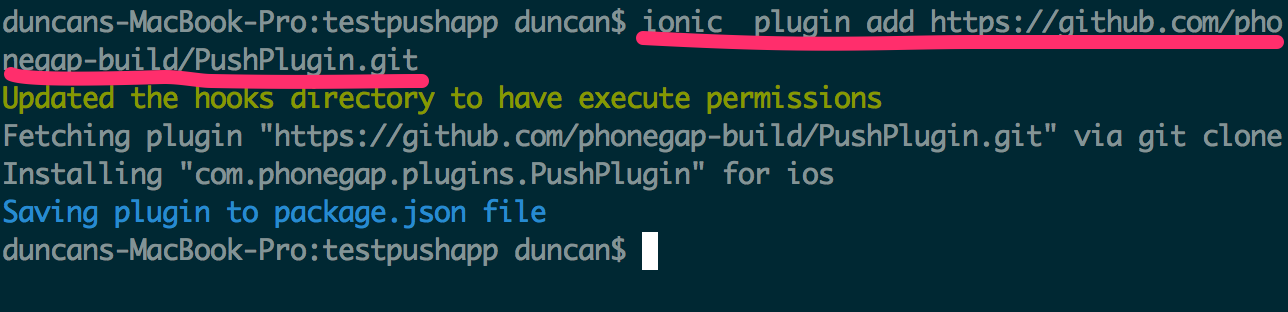 duncans-MacBook-Pro:testpushapp duncan$ ionic  plugin add https://github.com/pho
negap-build/PushPlugin.git
Updated the hooks directory to have execute permissions
Fetching plugin "https://github.com/phonegap-build/PushPlugin.git" via git clone
Installing "com.phonegap.plugins.PushPlugin" for ios
Saving plugin to package.json file
duncans-MacBook-Pro:testpushapp duncan$